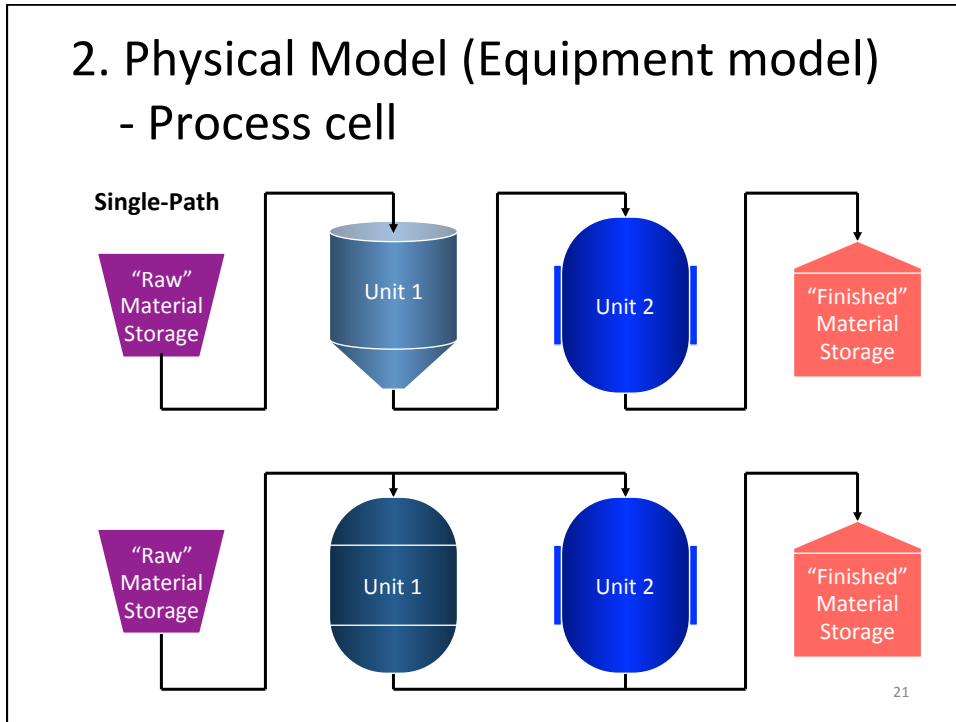 2. Physical Model (Equipment model)
- Process cell
Single-Path
“Raw”
Material
Storage
Unit 1
Unit 2
“Finished”
Material
Storage
“Raw”
Material
Storage
Unit 1
Unit 2
“Finished”
Material
Storage
21